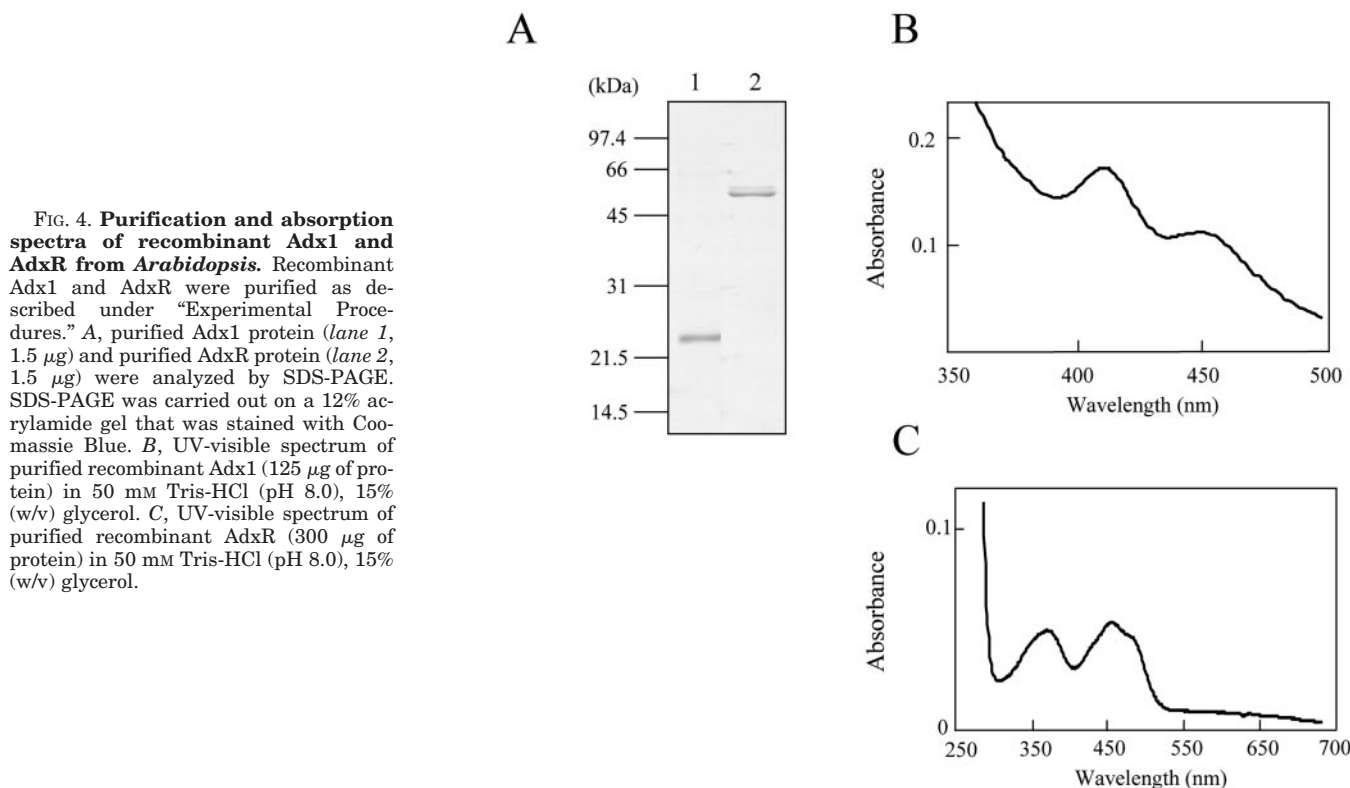 FIG. 4. Purification and absorption
spectra of recombinant Adx1 and
AdxR from Arabidopsis. Recombinant
Adx1 and AdxR were purified as de-
scribed under “Experimental Proce-
dures.” A, purified Adx1 protein (lane 1,
1.5 μg) and purified AdxR protein (lane 2,
1.5 μg) were analyzed by SDS-PAGE.
SDS-PAGE was carried out on a 12% ac-
rylamide gel that was stained with Coo-
massie Blue. B, UV-visible spectrum of
purified recombinant Adx1 (125 μg of pro-
tein) in 50 mM Tris-HCl (pH 8.0), 15%
(w/v) glycerol. C, UV-visible spectrum of
purified recombinant AdxR (300 μg of
protein) in 50 mM Tris-HCl (pH 8.0), 15%
(w/v) glycerol.
A
(kDa) 1 2
97.4
66
45
31
21.5
14.5
B
Absorbance
0.2
0.1
350 400 450 500
Wavelength (nm)
C
Absorbance
0.1
0
250 350 450 550 650 700
Wavelength (nm)